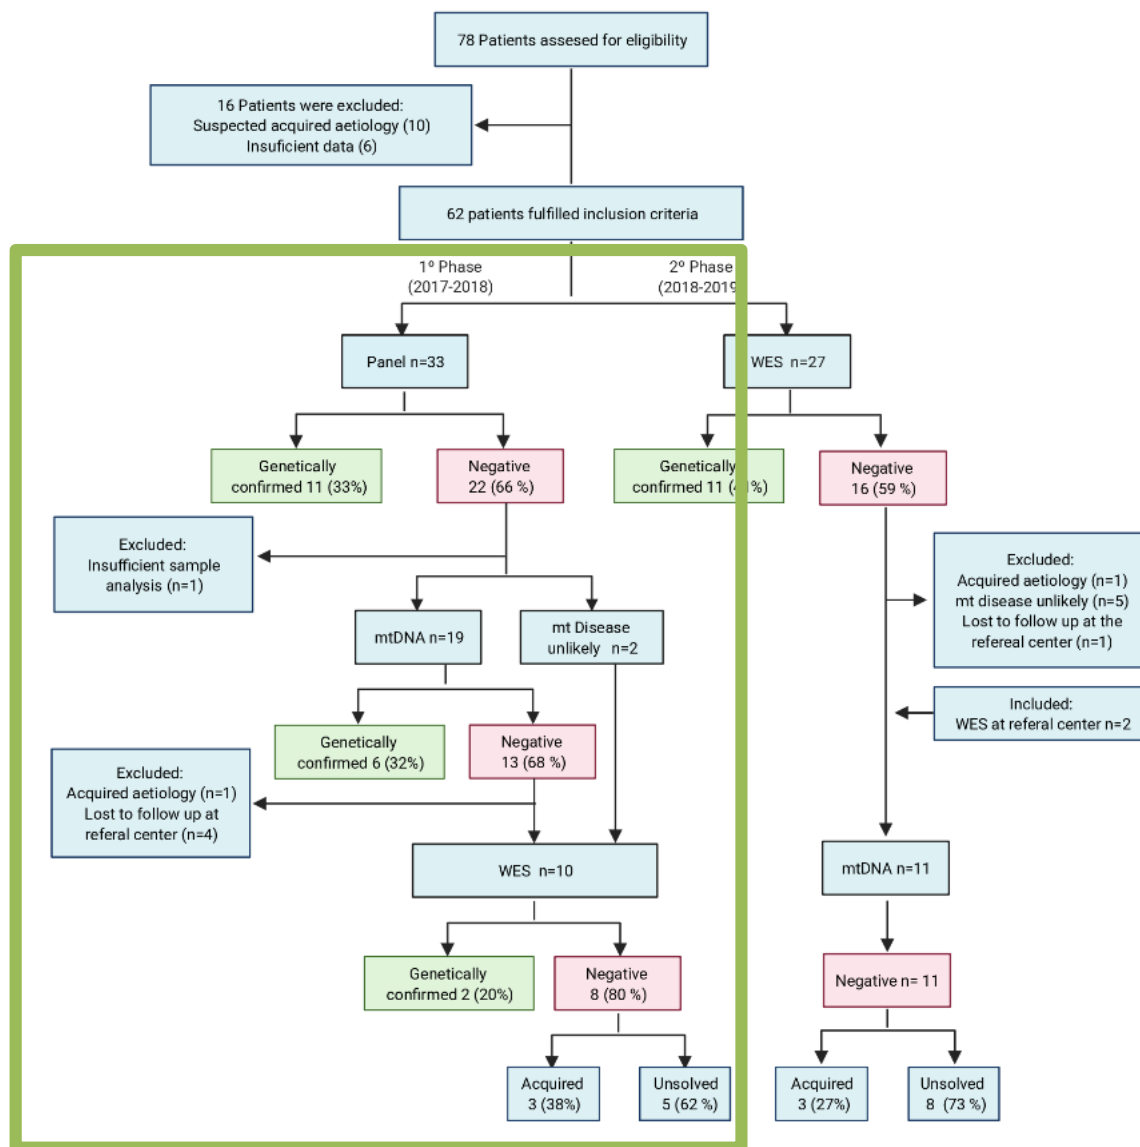 78 Patients assesed for eligibility
16 Patients were excluded:
Suspected acquired aetiology (10)
Insuficient data (6)
62 patients fulfilled inclusion criteria
1º Phase
(2017-2018)
2º Phase
(2018-2019
Panel n=33
WES n=27
Genetically
confirmed 11 (33%)
Negative
22 (66 %)
Genetically
confirmed 11 (41%)
Negative
16 (59 %)
Excluded:
Insufficient sample
analysis (n=1)
Excluded:
Acquired aetiology (n=1)
mt disease unlikely (n=5)
Lost to follow up at the
refereal center (n=1)
mtDNA n=19
mt Disease
unlikely n=2
Included:
WES at referal center n=2
Genetically
confirmed 6 (32%)
Negative
13 (68 %)
Excluded:
Acquired aetiology (n=1)
Lost to follow up at
referal center (n=4)
WES n=10
mtDNA n=11
Genetically
confirmed 2 (20%)
Negative
8 (80 %)
Negative n= 11
Acquired
3 (38%)
Unsolved
5 (62 %)
Acquired
3 (27%)
Unsolved
8 (73 %)